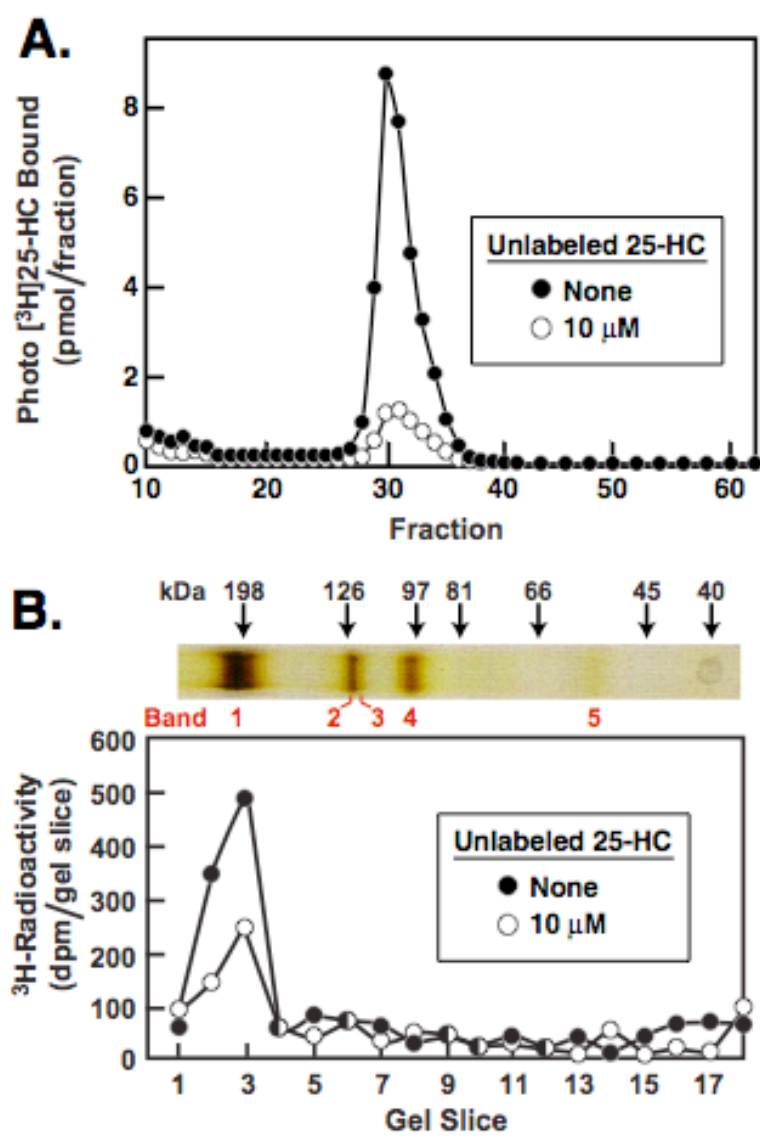 A.
Photo [³H]25-HC Bound
(pmol/fraction)
8
6
4
2
0
Unlabeled 25-HC
None
10 μM
10 20 30 40 50 60
Fraction
B.
kDa 198 126 97 81 66 45 40
Band 1 2 3 4 5
³H-Radioactivity
(dpm/gel slice)
600
500
400
300
200
100
0
Unlabeled 25-HC
None
10 μM
1 3 5 7 9 11 13 15 17
Gel Slice